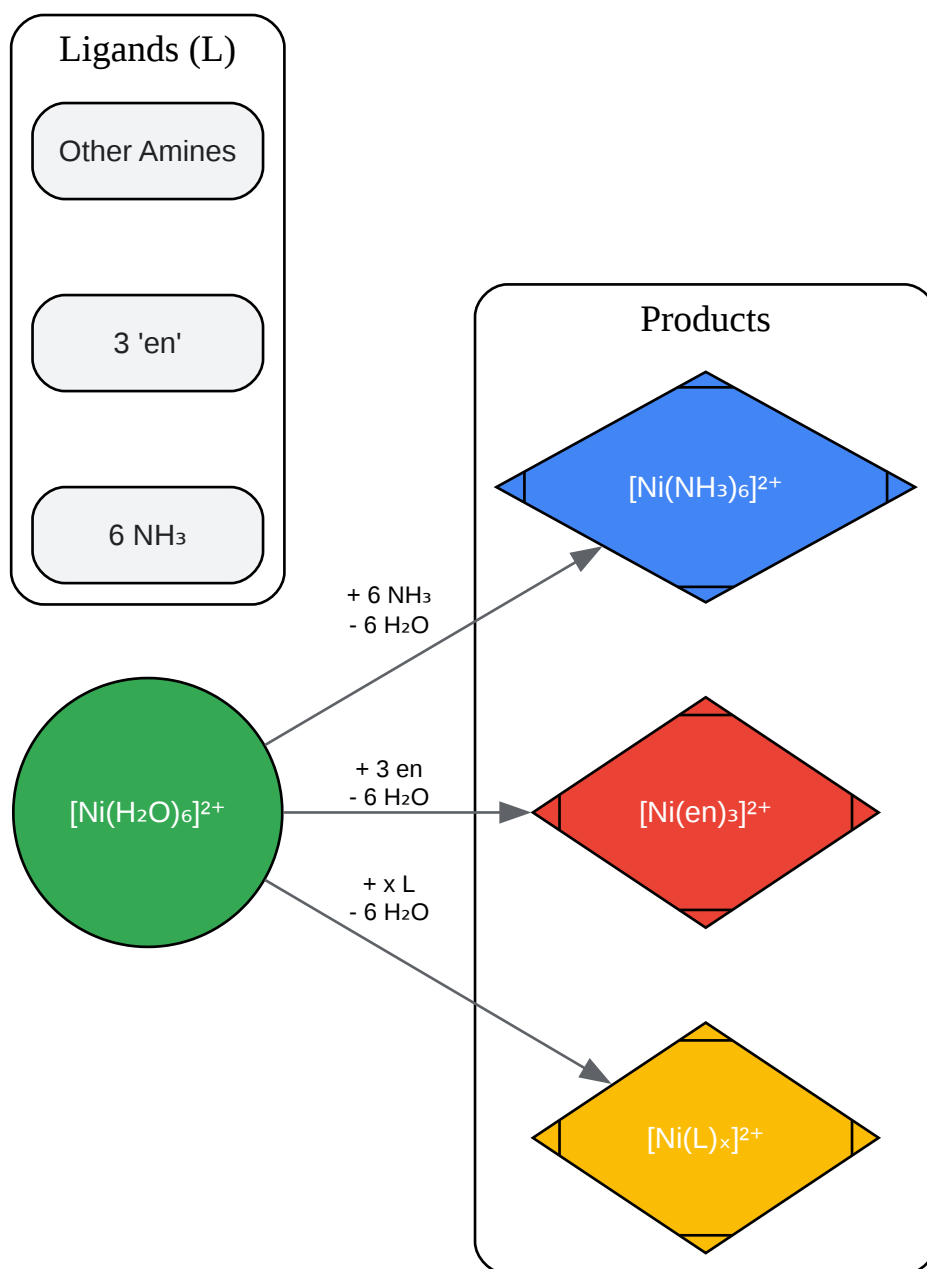 Ligands (L)
Other Amines
3 'en'
6 NH₃
Products
[Ni(NH₃)₆]²⁺
+ 6 NH₃
- 6 H₂O
[Ni(H₂O)₆]²⁺
+ 3 en
- 6 H₂O
[Ni(en)₃]²⁺
+ x L
- 6 H₂O
[Ni(L)ₓ]²⁺